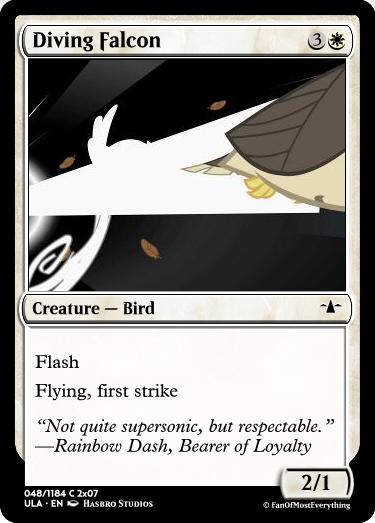 Diving Falcon 3
Creature — Bird
Flash
Flying, first strike
“Not quite supersonic, but respectable.”
—Rainbow Dash, Bearer of Loyalty
2/1
048/1184 C 2x07
ULA • EN Hasbro Studios
© FanOfMostEverything